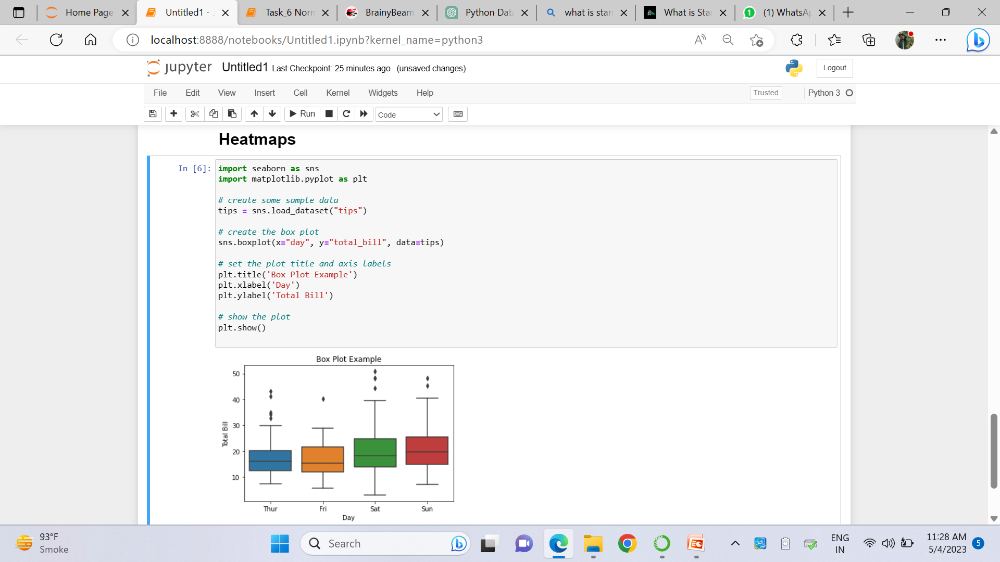 Home Page
Untitled1 -
Task_6 Norm
BrainyBeam
Python Data
what is stan
What is Star
(1) WhatsAp
localhost:8888/notebooks/Untitled1.ipynb?kernel_name=python3
jupyter Untitled1 Last Checkpoint: 25 minutes ago (unsaved changes)
Logout
File Edit View Insert Cell Kernel Widgets Help
Trusted
Python 3
Run
Code
Heatmaps
In [6]:
import seaborn as sns
import matplotlib.pyplot as plt
# create some sample data
tips = sns.load_dataset("tips")
# create the box plot
sns.boxplot(x="day", y="total_bill", data=tips)
# set the plot title and axis labels
plt.title('Box Plot Example')
plt.xlabel('Day')
plt.ylabel('Total Bill')
# show the plot
plt.show()
Box Plot Example
50
40
30
20
10
Total Bill
Thur Fri Sat Sun
Day
93°F
Smoke
Search
ENG
IN
11:28 AM
5/4/2023
5